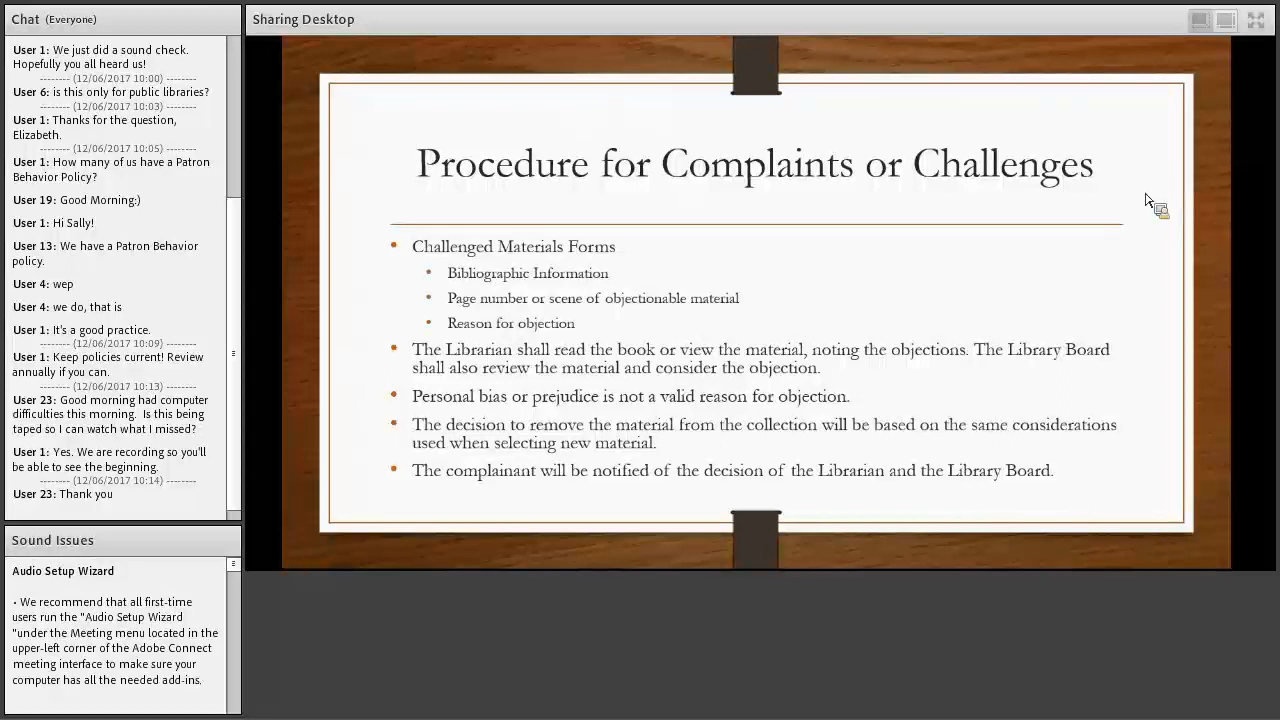 Chat (Everyone)
User 1: We just did a sound check.
Hopefully you all heard us!
-------- (12/06/2017 10:00) --------
User 6: is this only for public libraries?
-------- (12/06/2017 10:03) --------
User 1: Thanks for the question,
Elizabeth.
-------- (12/06/2017 10:05) --------
User 1: How many of us have a Patron
Behavior Policy?
User 19: Good Morning:)
User 1: Hi Sally!
User 13: We have a Patron Behavior
policy.
User 4: wep
User 4: we do, that is
User 1: It's a good practice.
-------- (12/06/2017 10:09) --------
User 1: Keep policies current! Review
annually if you can.
-------- (12/06/2017 10:13) --------
User 23: Good morning had computer
difficulties this morning.  Is this being
taped so I can watch what I missed?
User 1: Yes. We are recording so you'll
be able to see the beginning.
-------- (12/06/2017 10:14) --------
User 23: Thank you
Sound Issues
Audio Setup Wizard
• We recommend that all first-time
users run the "Audio Setup Wizard
"under the Meeting menu located in the
upper-left corner of the Adobe Connect
meeting interface to make sure your
computer has all the needed add-ins.
Sharing Desktop
Procedure for Complaints or Challenges
• Challenged Materials Forms
• Bibliographic Information
• Page number or scene of objectionable material
• Reason for objection
• The Librarian shall read the book or view the material, noting the objections. The Library Board
shall also review the material and consider the objection.
• Personal bias or prejudice is not a valid reason for objection.
• The decision to remove the material from the collection will be based on the same considerations
used when selecting new material.
• The complainant will be notified of the decision of the Librarian and the Library Board.